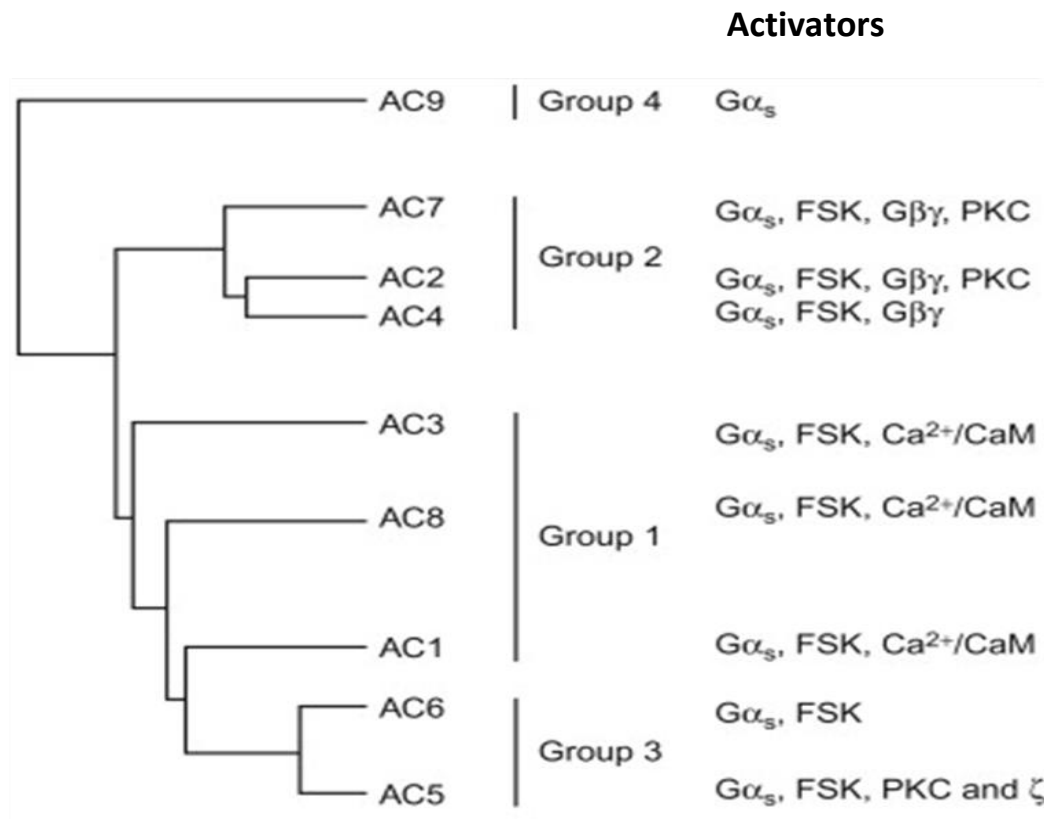 Activators
AC9 Group 4 Gαs
AC7 Gαs, FSK, Gβγ, PKC
Group 2
AC2 Gαs, FSK, Gβγ, PKC
AC4 Gαs, FSK, Gβγ
AC3 Gαs, FSK, Ca²⁺/CaM
AC8 Gαs, FSK, Ca²⁺/CaM
Group 1
AC1 Gαs, FSK, Ca²⁺/CaM
AC6 Gαs, FSK
Group 3
AC5 Gαs, FSK, PKC and ζ